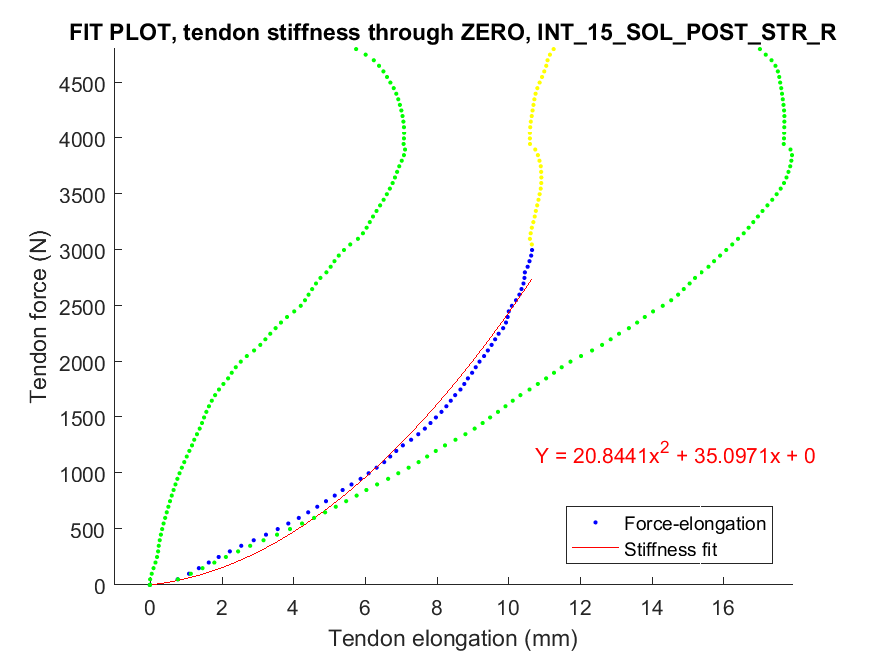 FIT PLOT, tendon stiffness through ZERO, INT_15_SOL_POST_STR_R
4500
4000
3500
3000
2500
2000
1500
1000
500
0
Tendon force (N)
Y = 20.8441x² + 35.0971x + 0
Force-elongation
Stiffness fit
0 2 4 6 8 10 12 14 16
Tendon elongation (mm)